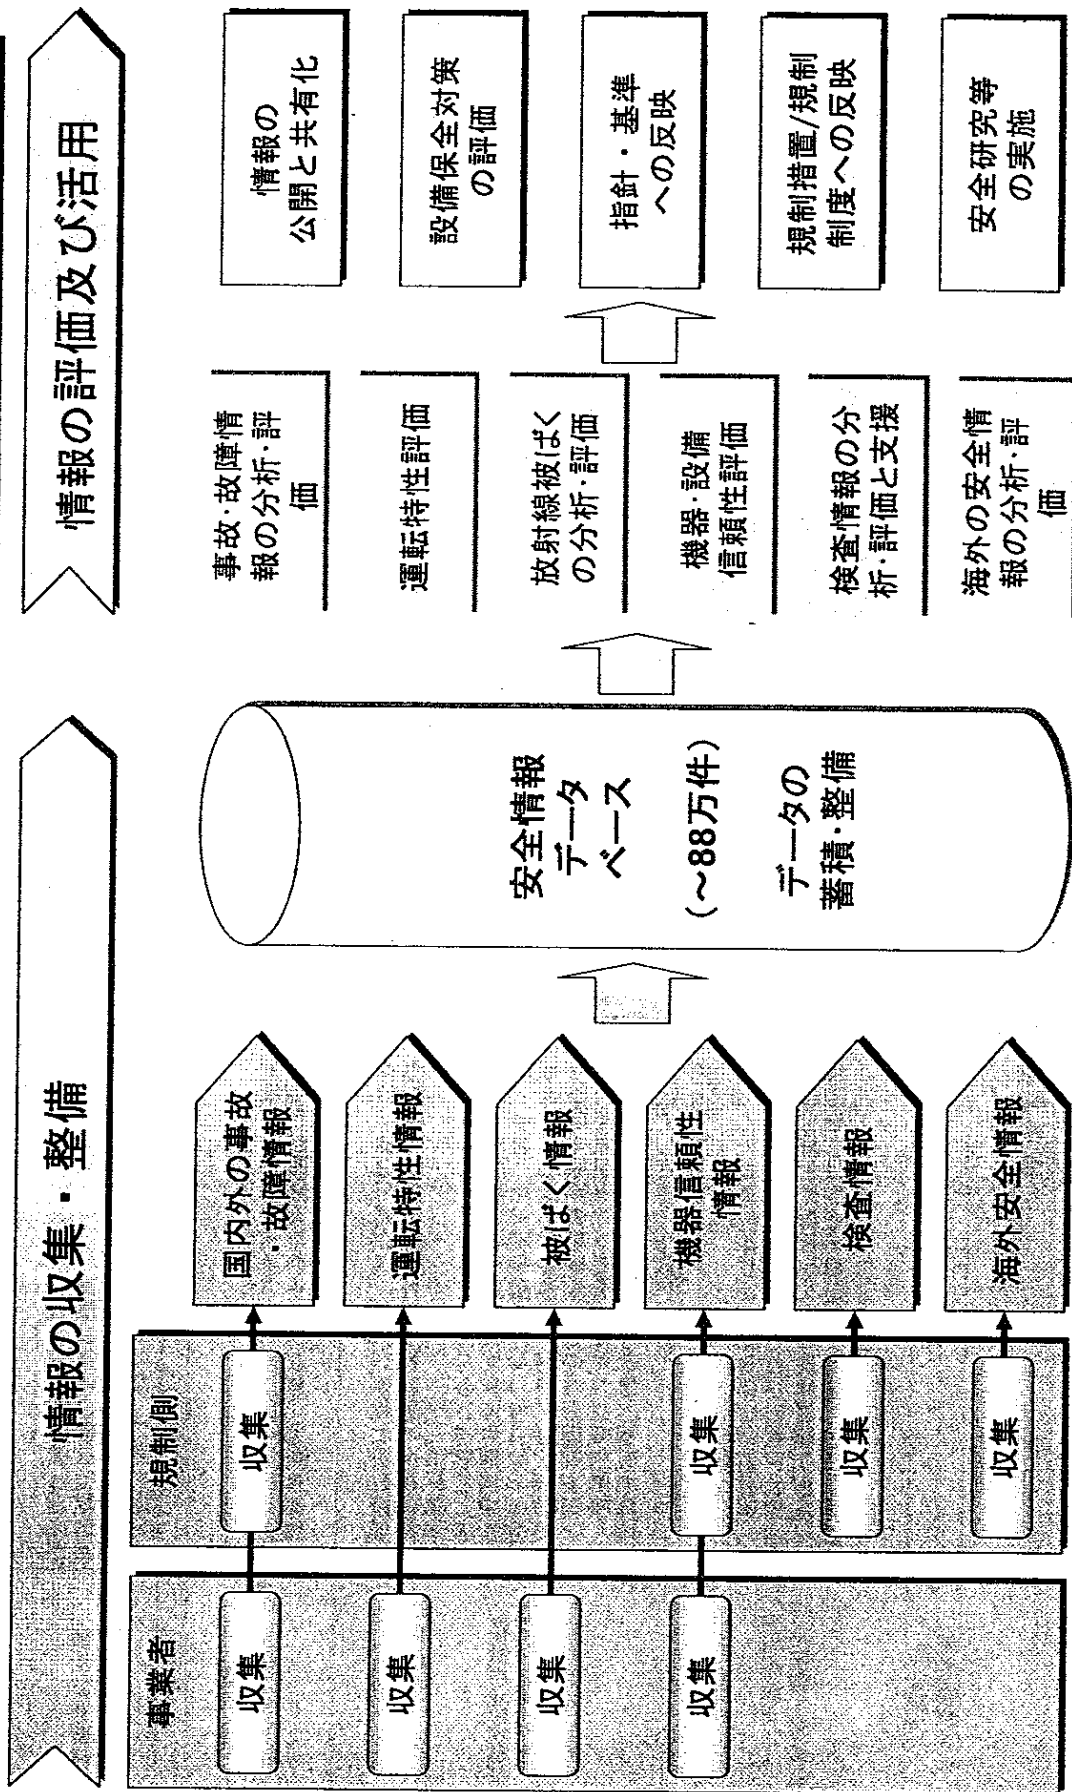 情報の収集・整備
情報の評価及び活用
事業者
収集
収集
収集
収集
規制側
収集
収集
収集
収集
国内外の事故
・故障情報
運転特性情報
被ばく情報
機器信頼性
情報
検査情報
海外安全情報
安全情報
データ
ベース
(~88万件)
データの
蓄積・整備
事故・故障情
報の分析・評
価
運転特性評価
放射線被ばく
の分析・評価
機器・設備
信頼性評価
検査情報の分
析・評価と支援
海外の安全情
報の分析・評
価
情報の
公開と共有化
設備保全対策
の評価
指針・基準
への反映
規制措置/規制
制度への反映
安全研究等
の実施